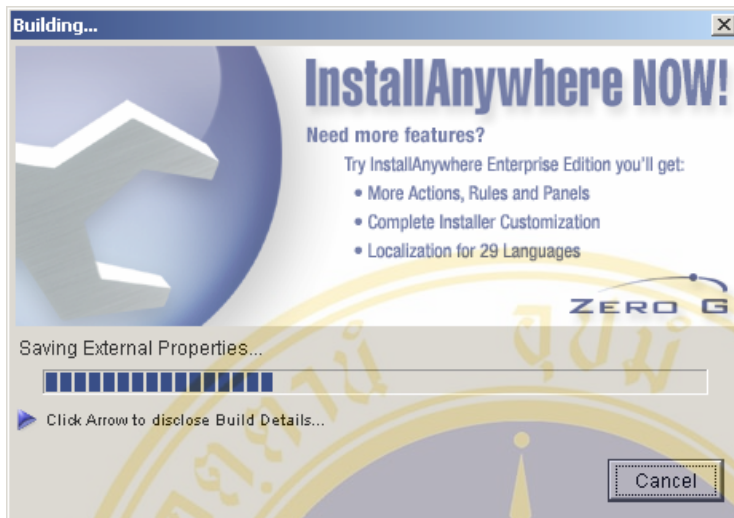 Building...
InstallAnywhere NOW!
Need more features?
Try InstallAnywhere Enterprise Edition you'll get:
• More Actions, Rules and Panels
• Complete Installer Customization
• Localization for 29 Languages
ZERO G
Saving External Properties...
Click Arrow to disclose Build Details...
Cancel